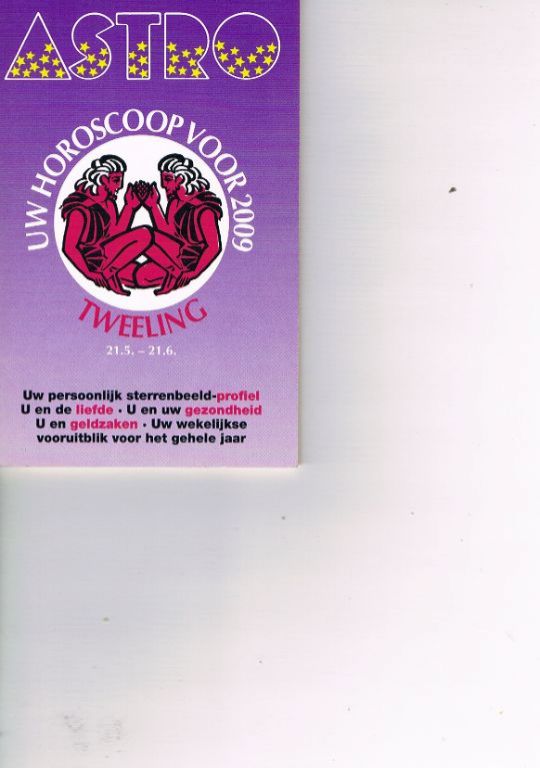 ASTRO
UW HOROSCOOP VOOR 2009
TWEELING
21.5. – 21.6.
Uw persoonlijk sterrenbeeld-profiel
U en de liefde · U en uw gezondheid
U en geldzaken · Uw wekelijkse
vooruitblik voor het gehele jaar